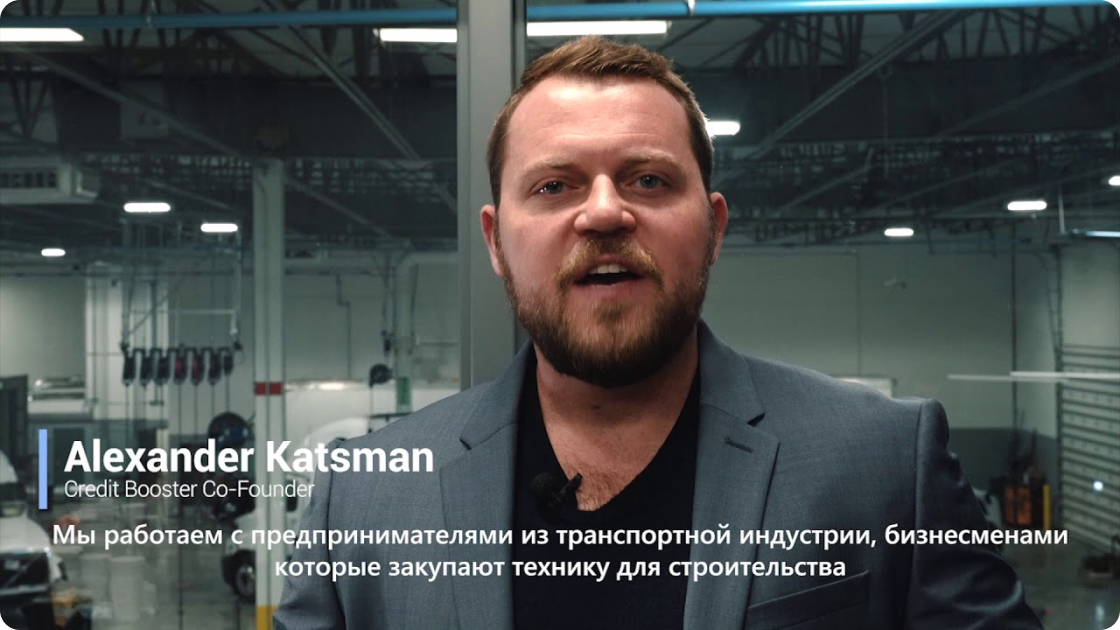 Alexander Katsman
Credit Booster Co-Founder
Мы работаем с предпринимателями из транспортной индустрии, бизнесменами
которые закупают технику для строительства